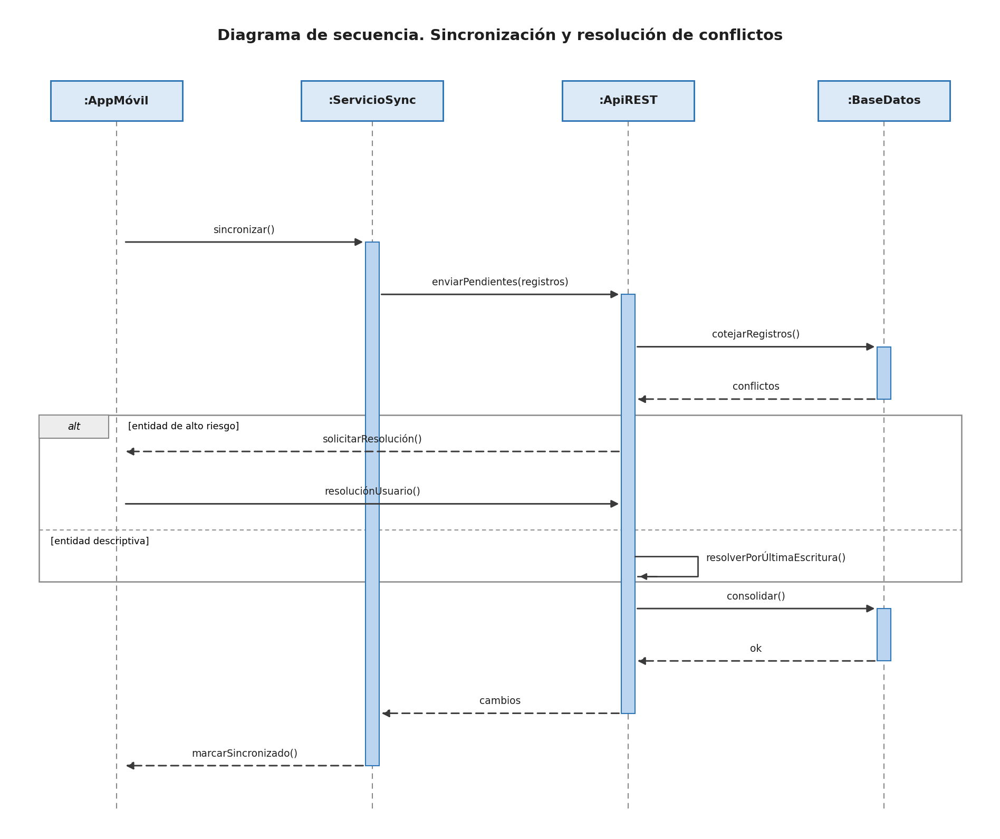 Diagrama de secuencia. Sincronización y resolución de conflictos
:AppMóvil
:ServicioSync
:ApiREST
:BaseDatos
sincronizar()
enviarPendientes(registros)
cotejarRegistros()
conflictos
alt
[entidad de alto riesgo]
solicitarResolución()
resoluciónUsuario()
[entidad descriptiva]
resolverPorÚltimaEscritura()
consolidar()
ok
cambios
marcarSincronizado()